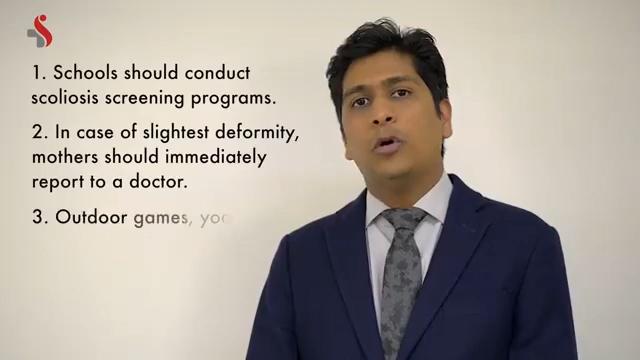 1. Schools should conduct
scoliosis screening programs.
2. In case of slightest deformity,
mothers should immediately
report to a doctor.
3. Outdoor games,